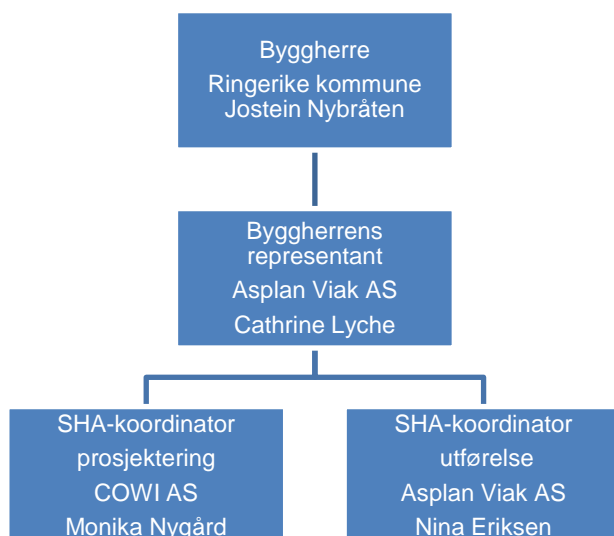 Byggherre
Ringerike kommune
Jostein Nybråten
Byggherrens
representant
Asplan Viak AS
Cathrine Lyche
SHA-koordinator
prosjektering
COWI AS
Monika Nygård
SHA-koordinator
utførelse
Asplan Viak AS
Nina Eriksen